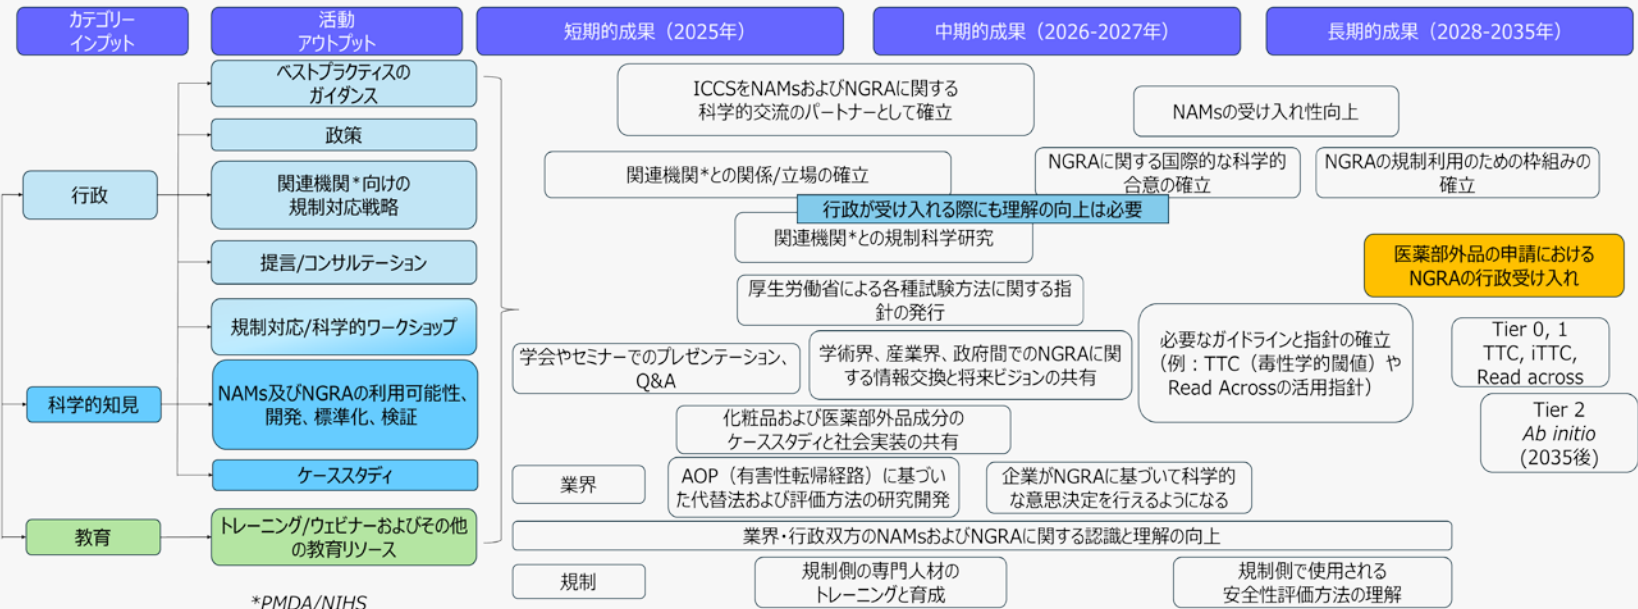 カテゴリー
インプット
活動
アウトプット
短期的成果（2025年）
中期的成果（2026-2027年）
長期的成果（2028-2035年）
ベストプラクティスの
ガイダンス
政策
関連機関*向けの
規制対応戦略
提言/コンサルテーション
規制対応/科学的ワークショップ
NAMs及びNGRAの利用可能性、
開発、標準化、検証
ケーススタディ
トレーニング/ウェビナーおよびその他
の教育リソース
行政
科学的知見
教育
*PMDA/NIHS
ICCSをNAMsおよびNGRAに関する
科学的交流のパートナーとして確立
NAMsの受け入れ性向上
関連機関*との関係/立場の確立
NGRAに関する国際的な科学的
合意の確立
NGRAの規制利用のための枠組みの
確立
行政が受け入れる際にも理解の向上は必要
関連機関*との規制科学研究
医薬部外品の申請における
NGRAの行政受け入れ
厚生労働省による各種試験方法に関する指
針の発行
学会やセミナーでのプレゼンテーション、
Q&A
学術界、産業界、政府間でのNGRAに関
する情報交換と将来ビジョンの共有
必要なガイドラインと指針の確立
（例：TTC（毒性学的閾値）や
Read Acrossの活用指針）
Tier 0, 1
TTC, iTTC,
Read across
Tier 2
Ab initio
(2035後)
化粧品および医薬部外品成分の
ケーススタディと社会実装の共有
業界
AOP（有害性転帰経路）に基づい
た代替法および評価方法の研究開発
企業がNGRAに基づいて科学的
な意思決定を行えるようになる
業界・行政双方のNAMsおよびNGRAに関する認識と理解の向上
規制
規制側の専門人材の
トレーニングと育成
規制側で使用される
安全性評価方法の理解